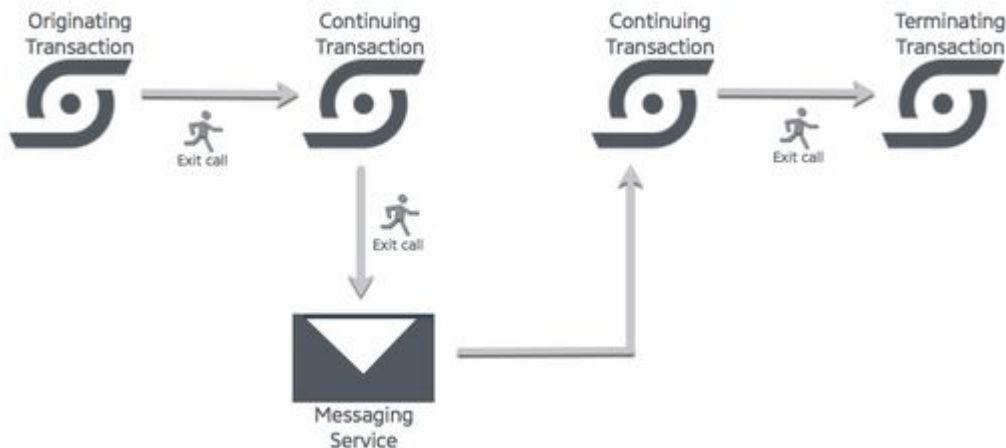 Originating
Transaction
Continuing
Transaction
Continuing
Transaction
Terminating
Transaction
Exit call
Exit call
Exit call
Messaging
Service